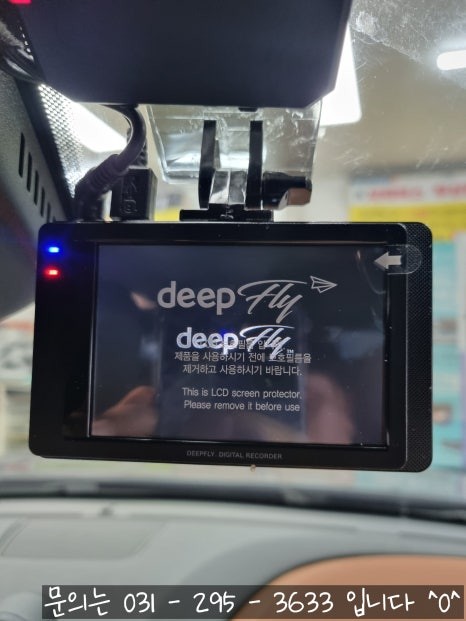 deep Fly
deep Fly
제품을 사용하시기 전에 보호필름을
제거하고 사용하시기 바랍니다.
This is LCD screen protector.
Please remove it before use
DEEPFLY DIGITAL RECORDER
문의는 031 - 295 - 3633 입니다 ^0^